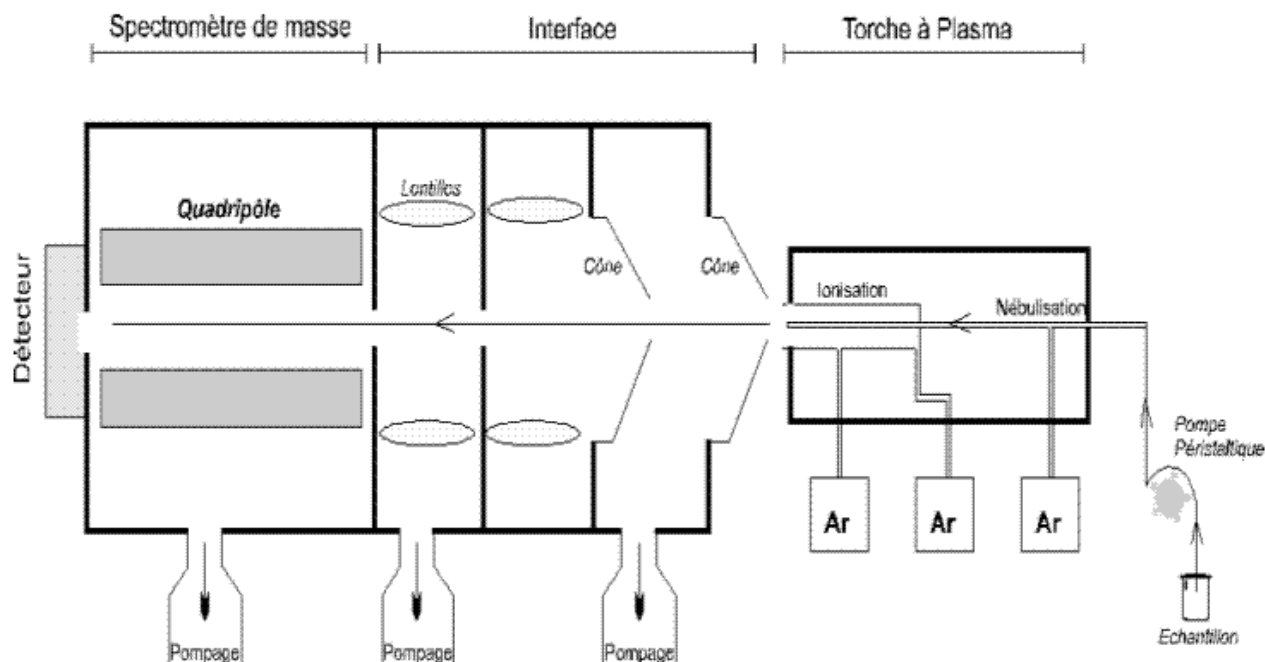 Spectromètre de masse
Interface
Torche à Plasma
Quadripôle
Lentilles
Cône
Cône
Ionisation
Nébulisation
Détecteur
Pompe
Péristaltique
Ar
Ar
Ar
Echantillon
Pompage
Pompage
Pompage